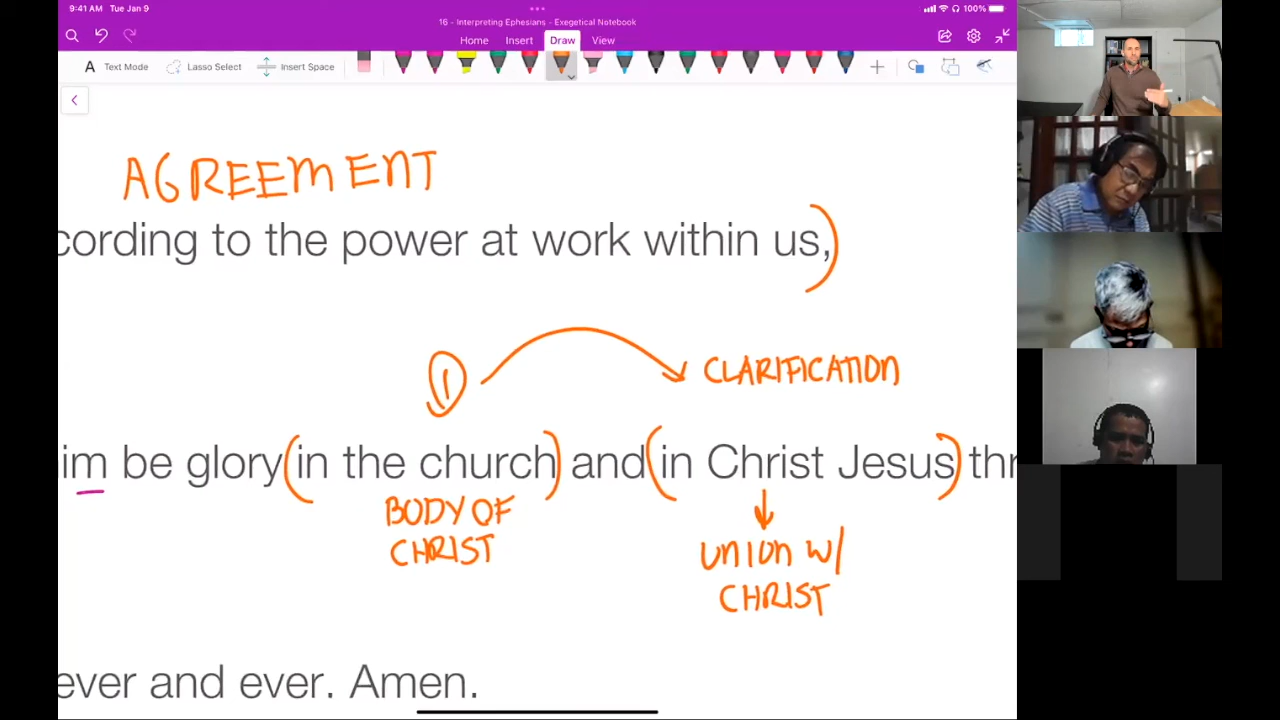 9:41 AM Tue Jan 9
100%
16 - Interpreting Ephesians - Exegetical Notebook
Home Insert Draw View
A Text Mode Lasso Select Insert Space
AGREEMENT
cording to the power at work within us,)
1 CLARIFICATION
im be glory (in the church) and (in Christ Jesus) thr
BODY OF
CHRIST
UNION W/
CHRIST
ever and ever. Amen.